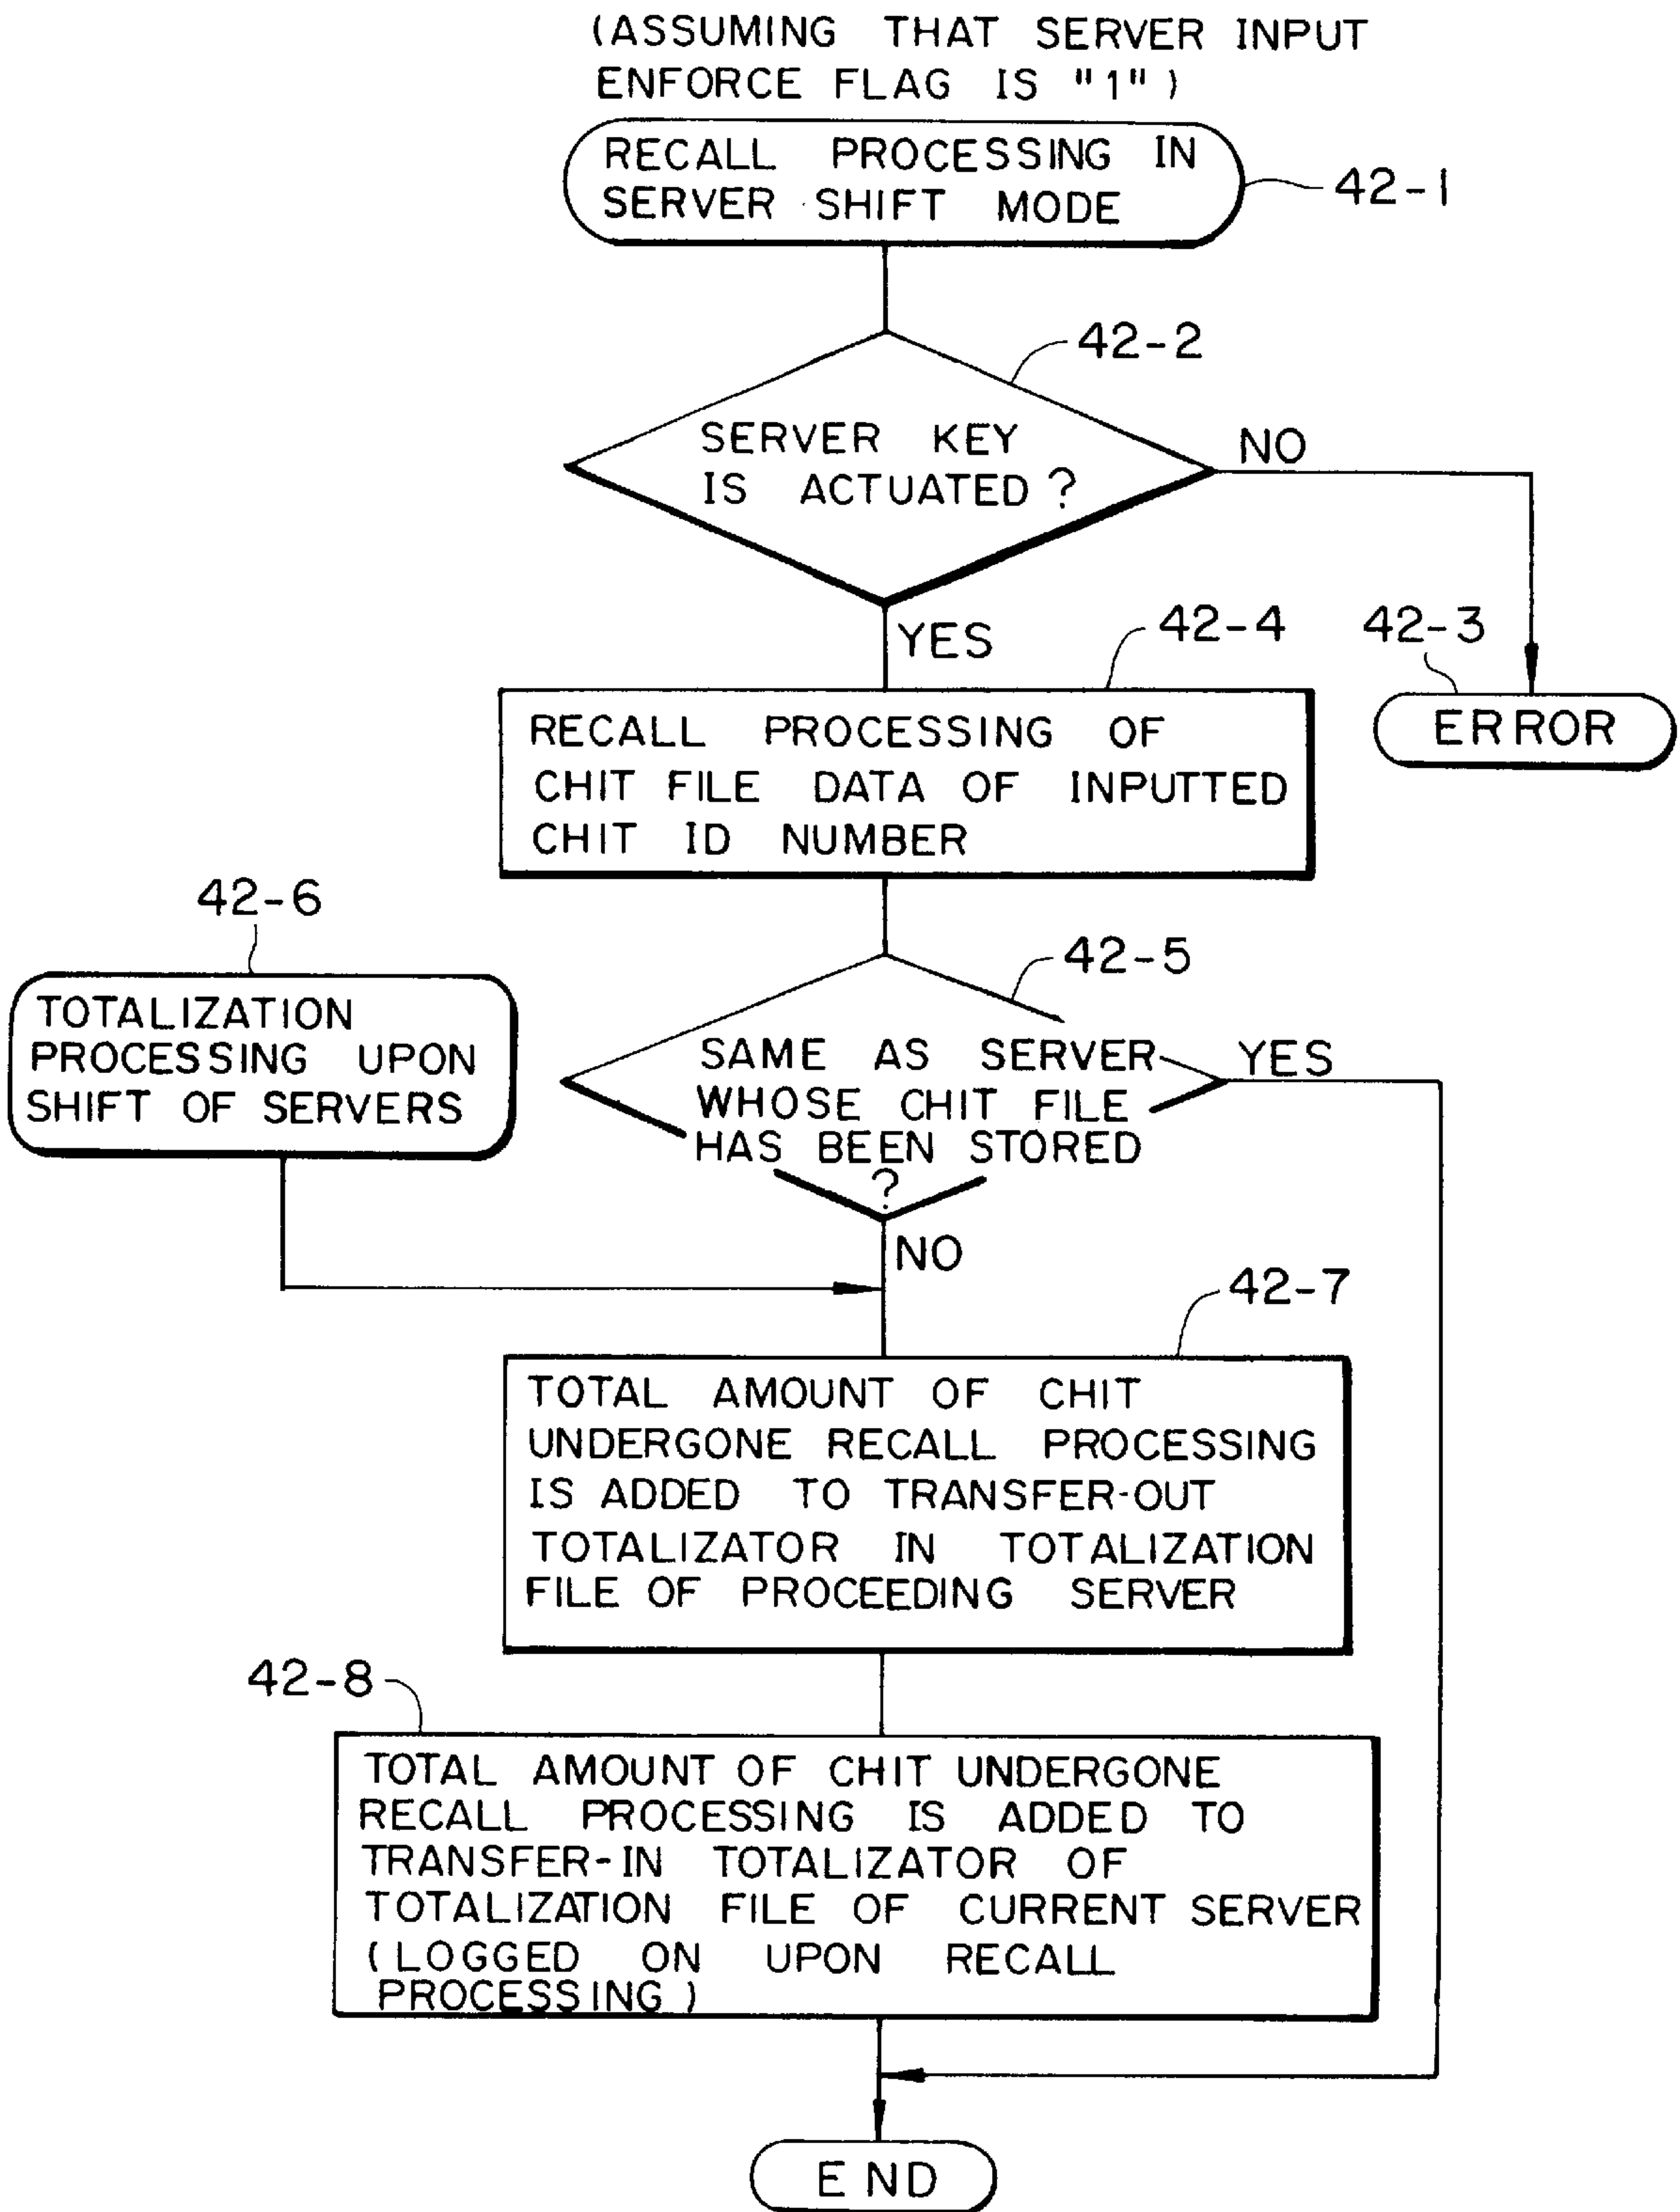 (ASSUMING THAT SERVER INPUT
ENFORCE FLAG IS "1")
RECALL PROCESSING IN
SERVER SHIFT MODE
42-1
42-2
SERVER KEY
IS ACTUATED?
NO
YES
42-4
42-3
RECALL PROCESSING OF
CHIT FILE DATA OF INPUTTED
CHIT ID NUMBER
ERROR
42-6
42-5
TOTALIZATION
PROCESSING UPON
SHIFT OF SERVERS
SAME AS SERVER
WHOSE CHIT FILE
HAS BEEN STORED
?
YES
NO
42-7
TOTAL AMOUNT OF CHIT
UNDERGONE RECALL PROCESSING
IS ADDED TO TRANSFER-OUT
TOTALIZATOR IN TOTALIZATION
FILE OF PROCEEDING SERVER
42-8
TOTAL AMOUNT OF CHIT UNDERGONE
RECALL PROCESSING IS ADDED TO
TRANSFER-IN TOTALIZATOR OF
TOTALIZATION FILE OF CURRENT SERVER
(LOGGED ON UPON RECALL
PROCESSING)
END